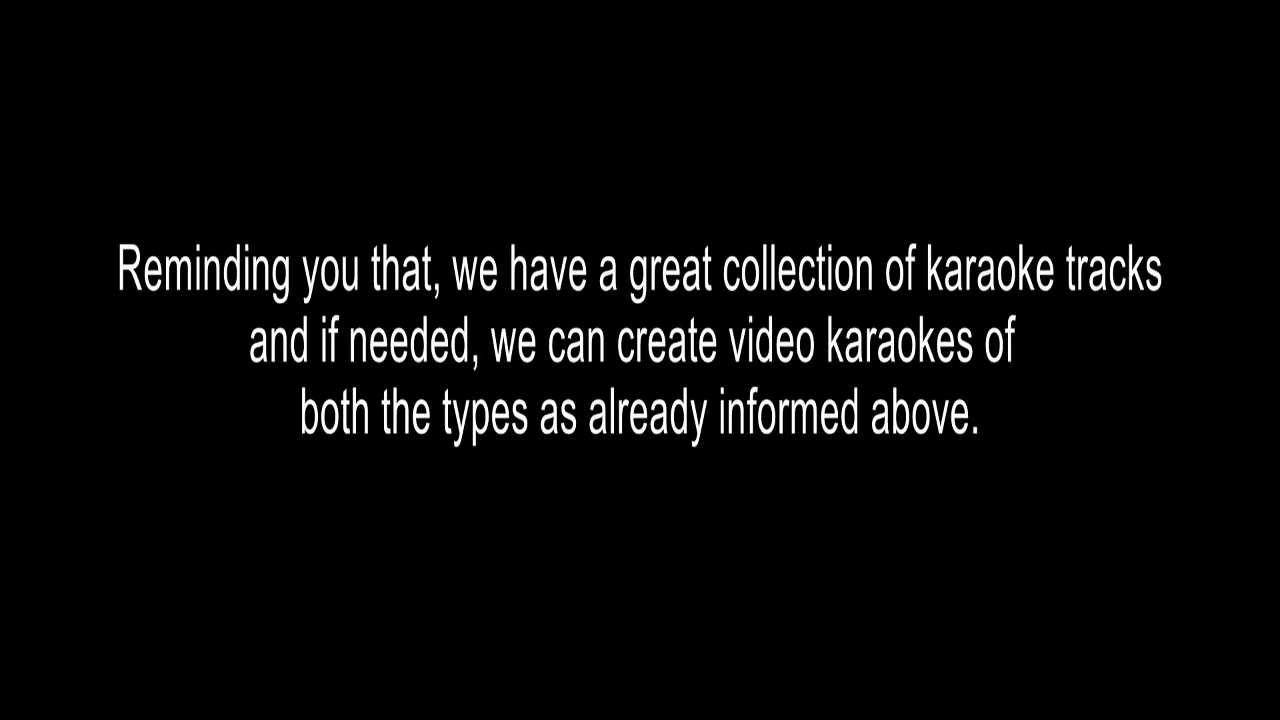 Reminding you that, we have a great collection of karaoke tracks
and if needed, we can create video karaokes of
both the types as already informed above.